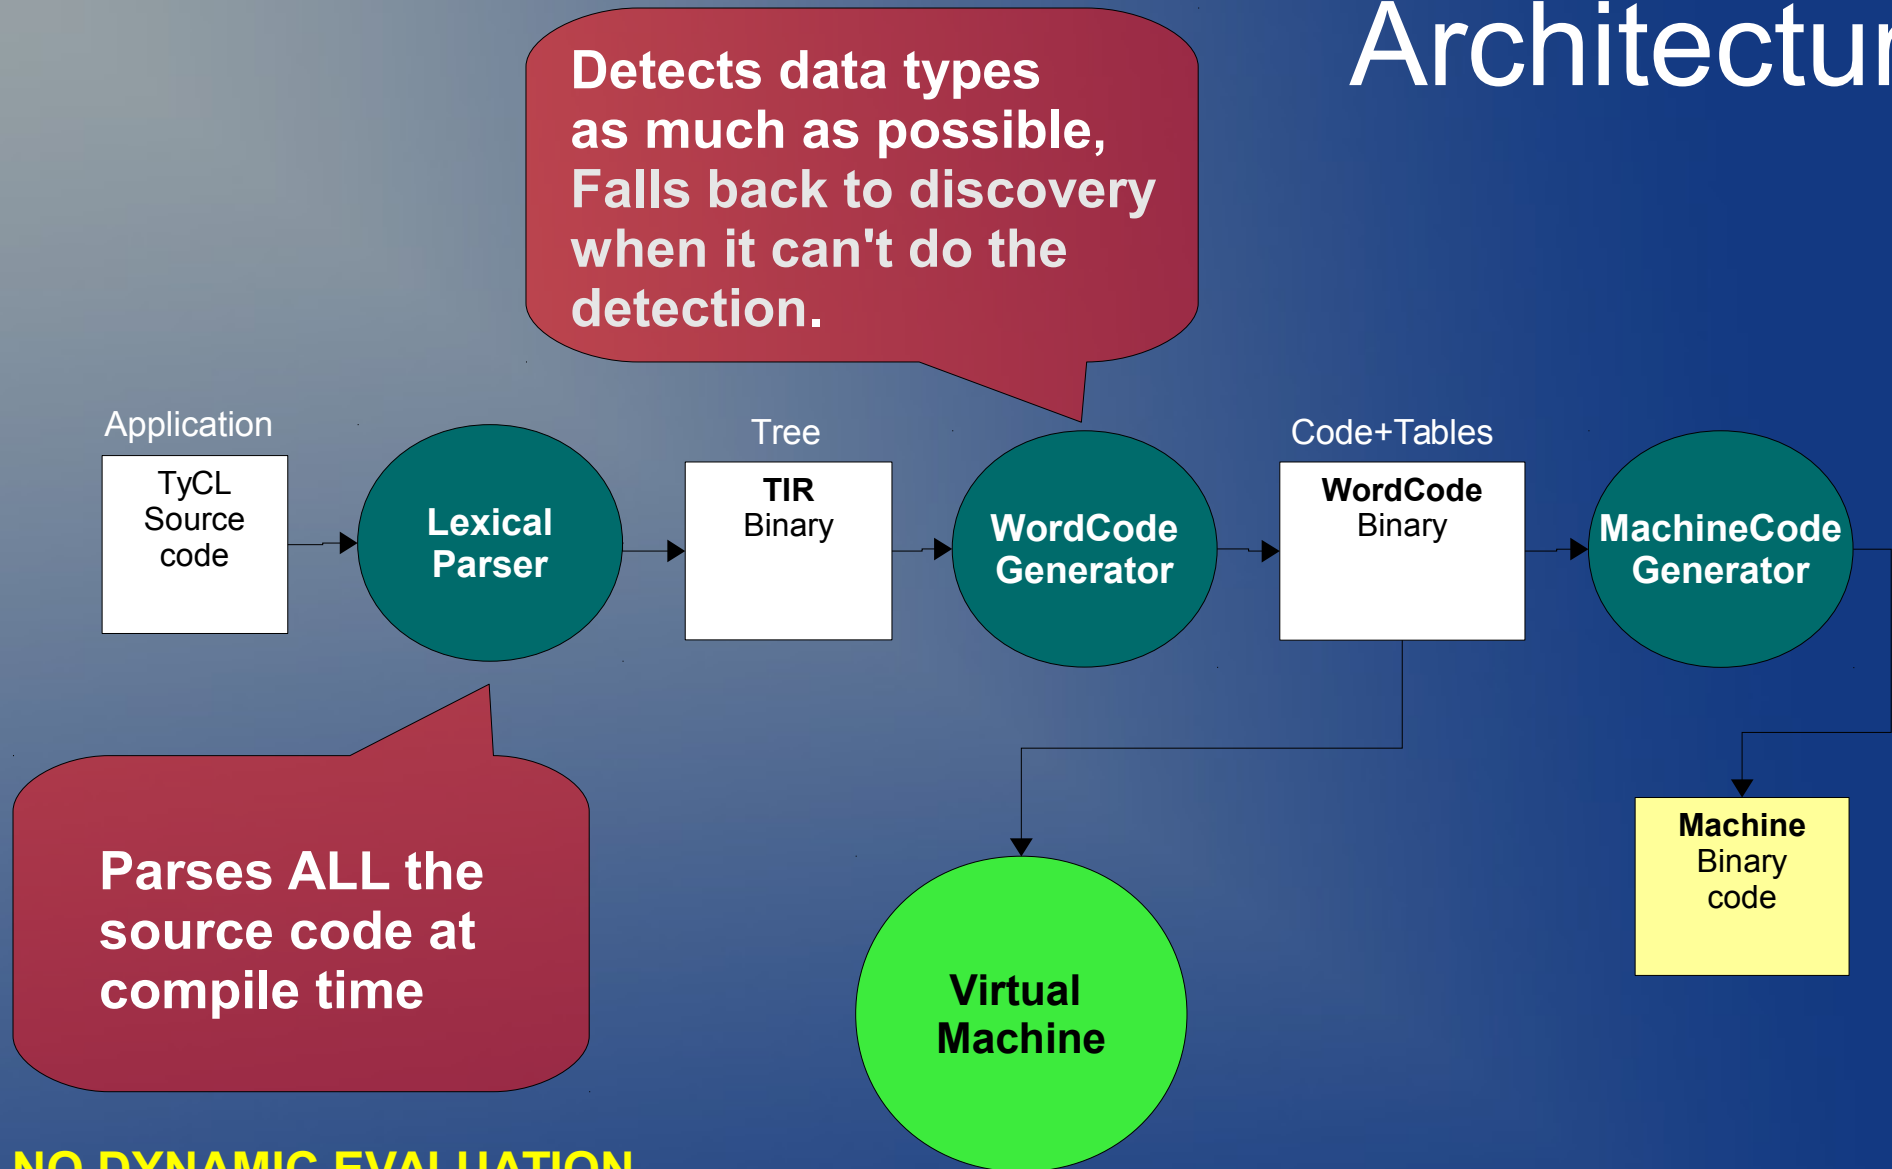 Architectur
Detects data types
as much as possible,
Falls back to discovery
when it can't do the
detection.
Application
TyCL
Source
code
Lexical
Parser
Tree
TIR
Binary
WordCode
Generator
Code+Tables
WordCode
Binary
MachineCode
Generator
Parses ALL the
source code at
compile time
Virtual
Machine
Machine
Binary
code
NO DYNAMIC EVALUATION